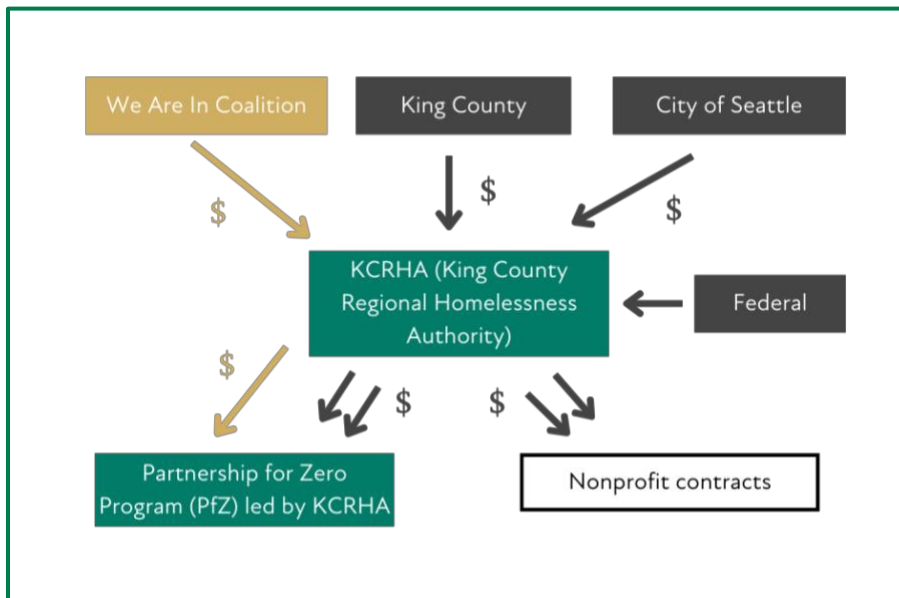 We Are In Coalition
King County
City of Seattle
$
$
$
KCRHA (King County
Regional Homelessness
Authority)
Federal
$
$
$
Partnership for Zero
Program (PfZ) led by KCRHA
Nonprofit contracts